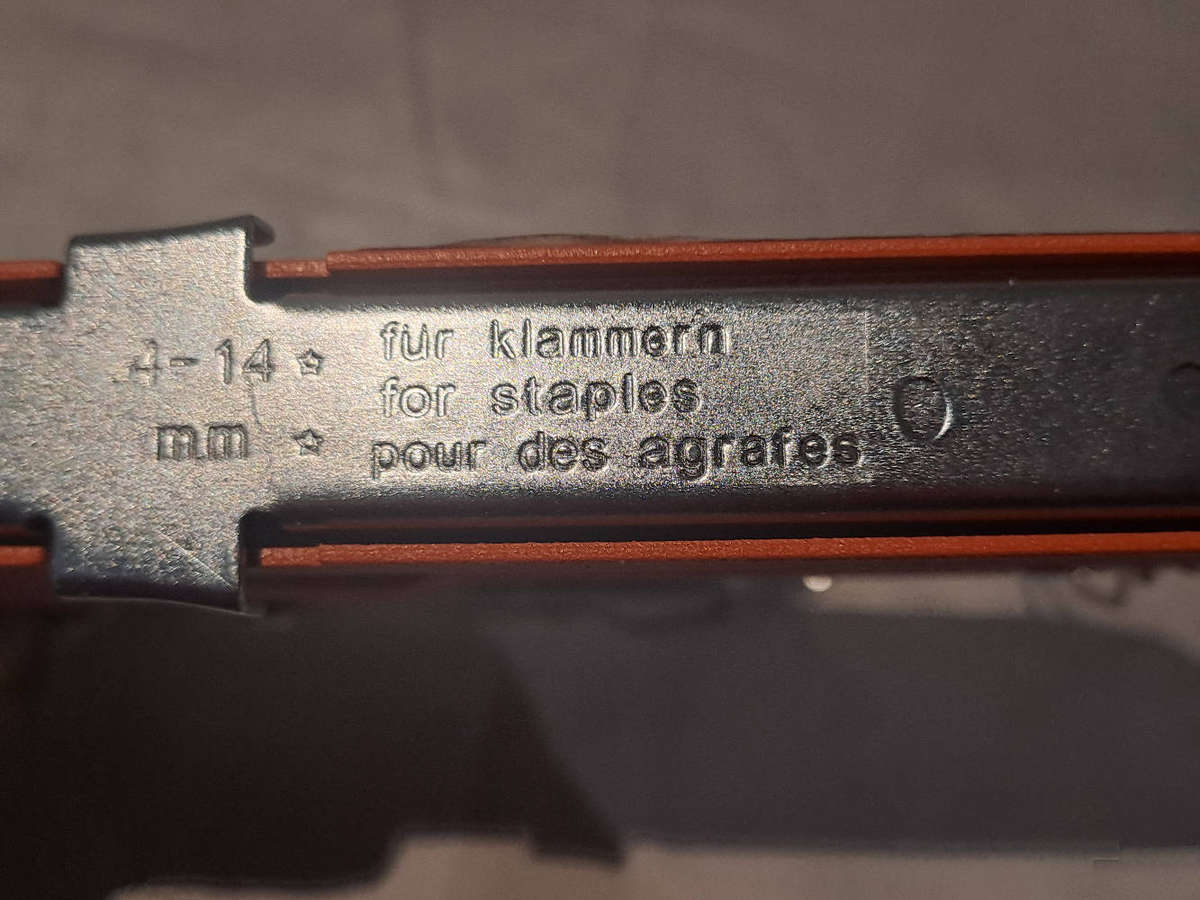 4-14
mm
für klammern
for staples
pour des agrafes